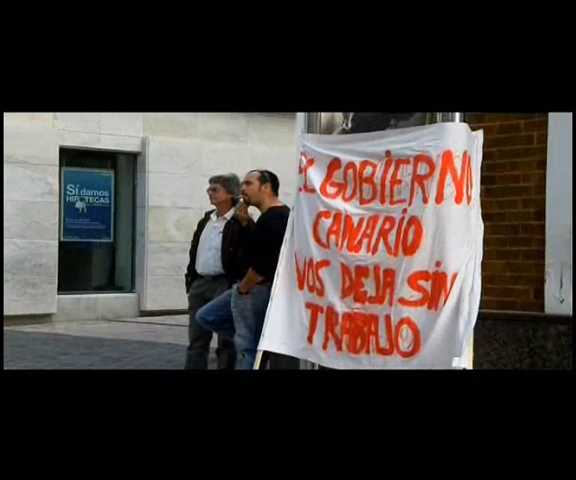 Sí damos
HIPOTECAS
EL GOBIERNO
CANARIO
NOS DEJA SIN
TRABAJO